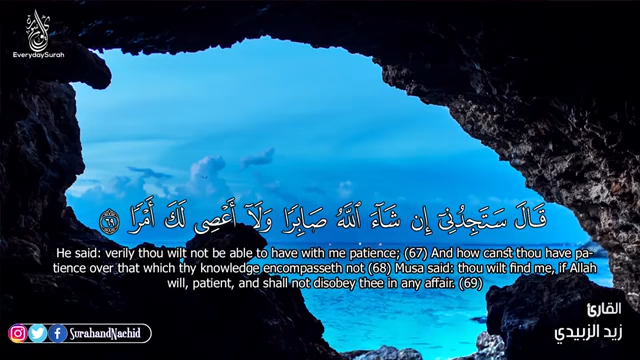 EverydaySurah
قَالَ سَتَجِدُنِىٓ إِن شَآءَ ٱللَّهُ صَابِرًا وَلَآ أَعْصِى لَكَ أَمْرًا ٦٩
He said: verily thou wilt not be able to have with me patience; (67) And how canst thou have pa-
tience over that which thy knowledge encompasseth not (68) Musa said: thou wilt find me, if Allah
will, patient, and shall not disobey thee in any affair. (69)
القارئ
زيد الزبيدي
SurahandNachid